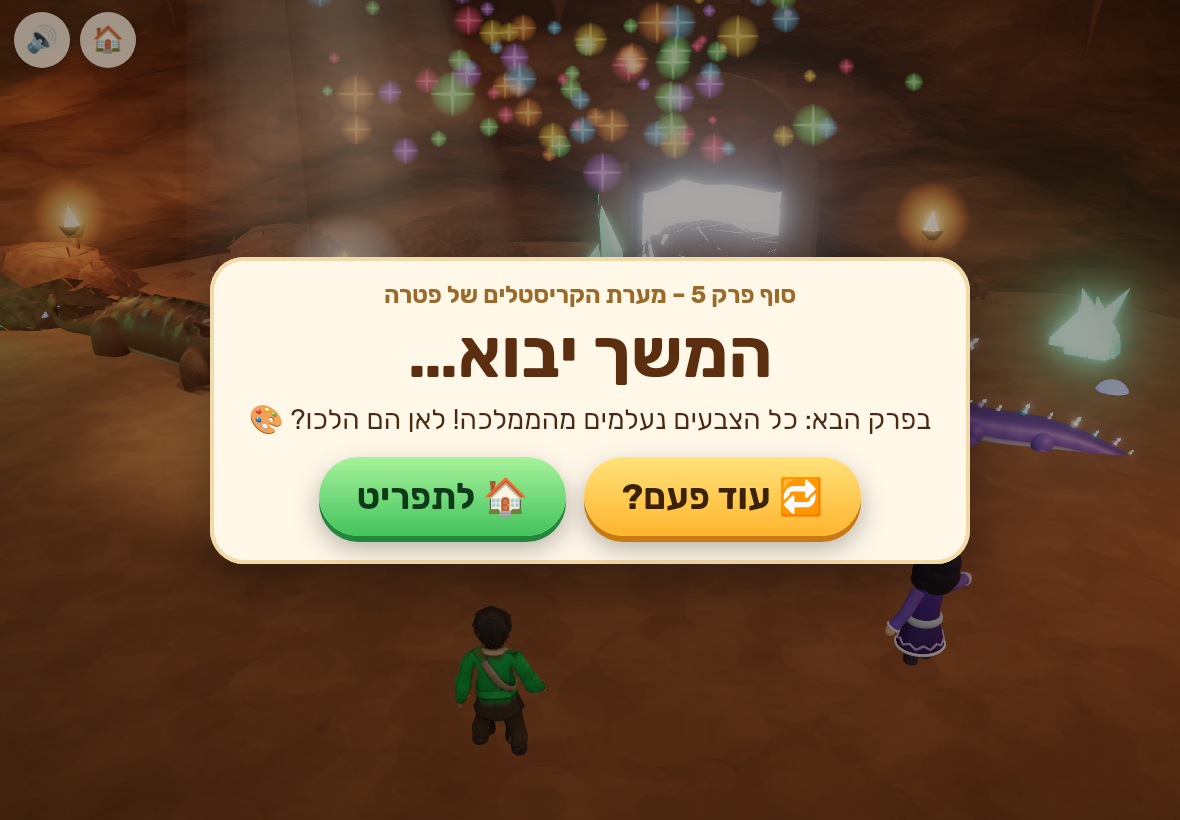 סוף פרק 5 – מערת הקריסטלים של פטרה
המשך יבוא...
בפרק הבא: כל הצבעים נעלמים מהממלכה! לאן הם הלכו? 🎨
🔁 עוד פעם?
🏠 לתפריט